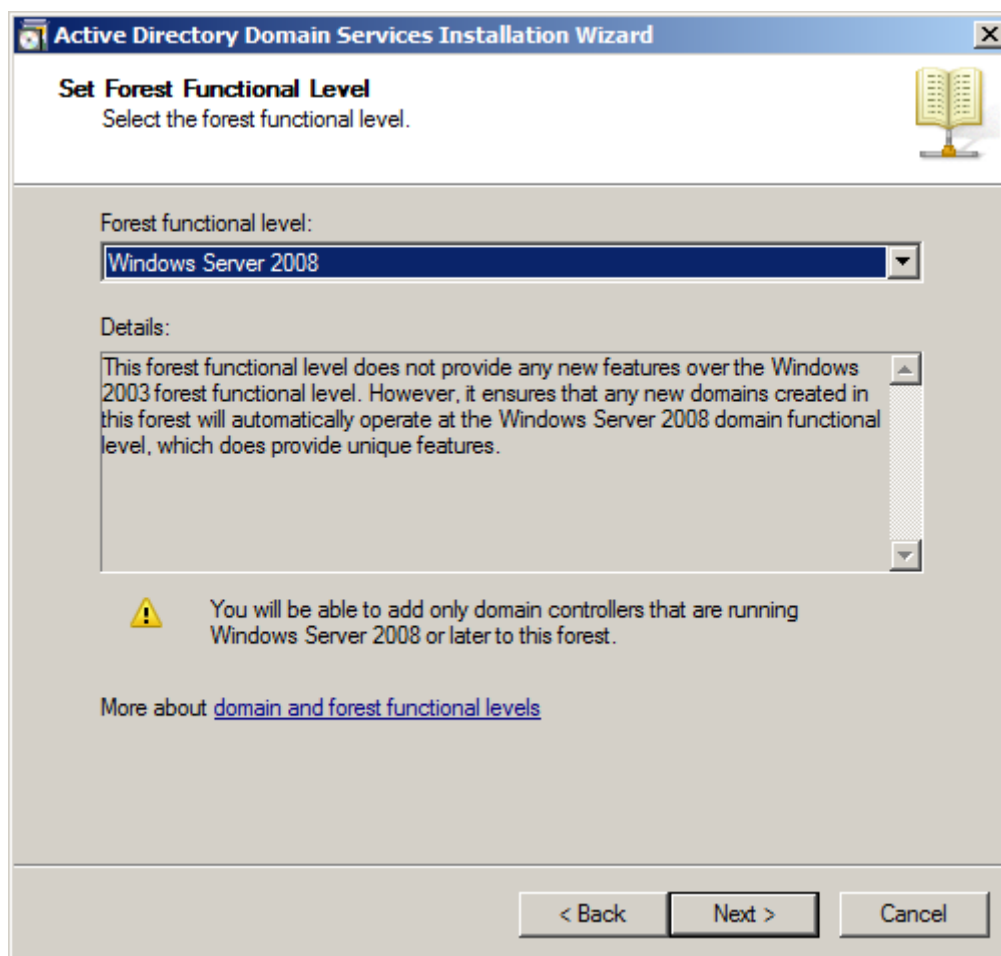 Active Directory Domain Services Installation Wizard
Set Forest Functional Level
Select the forest functional level.
Forest functional level:
Windows Server 2008
Details:
This forest functional level does not provide any new features over the Windows
2003 forest functional level. However, it ensures that any new domains created in
this forest will automatically operate at the Windows Server 2008 domain functional
level, which does provide unique features.
You will be able to add only domain controllers that are running
Windows Server 2008 or later to this forest.
More about domain and forest functional levels
< Back
Next >
Cancel